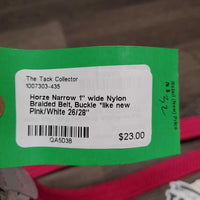 The Tack Collector
1007303-435
Horze Narrow 1" wide Nylon
Braided Belt, Buckle *like new
Pink/White 26/28"
QA5D3B
$23.00